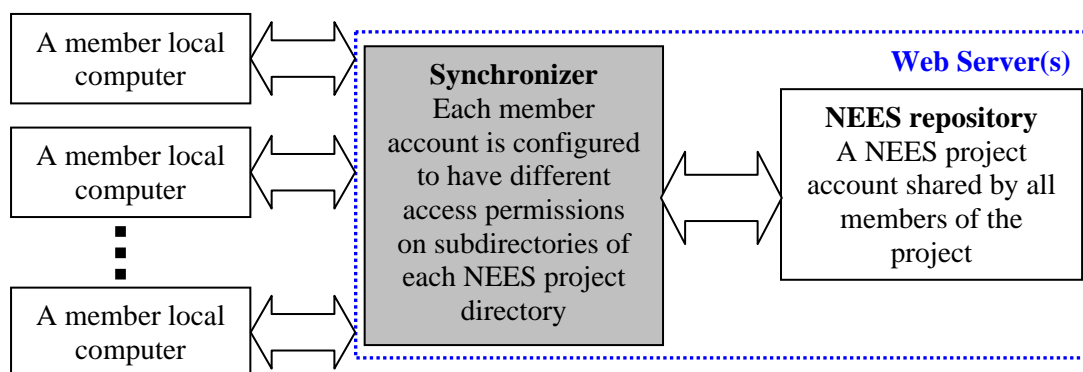 A member local
computer
A member local
computer
A member local
computer
Synchronizer
Each member
account is configured
to have different
access permissions
on subdirectories of
each NEES project
directory
Web Server(s)
NEES repository
A NEES project
account shared by all
members of the
project